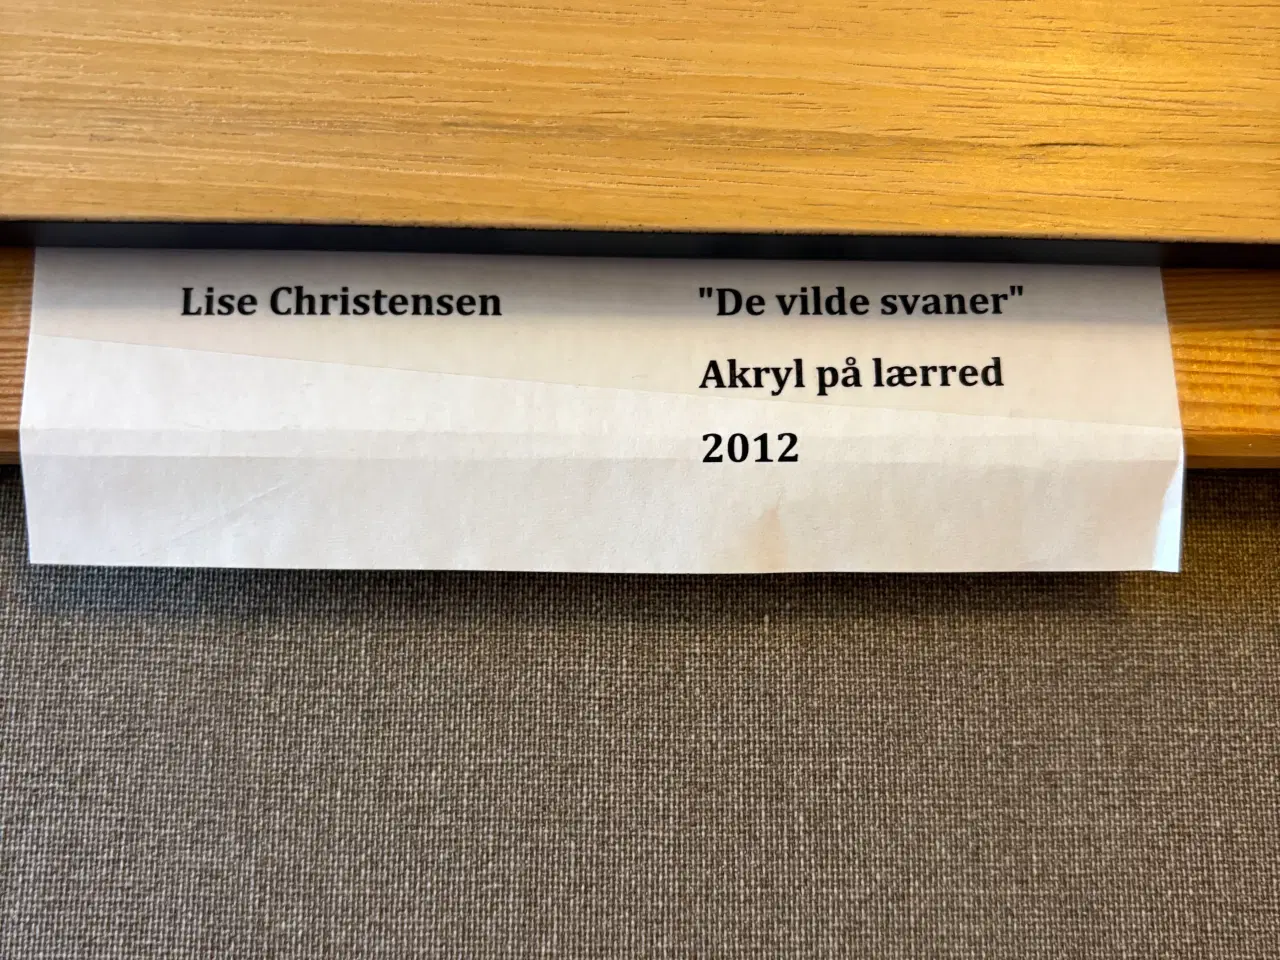 Lise Christensen "De vilde svaner"
Akryl på lærred
2012